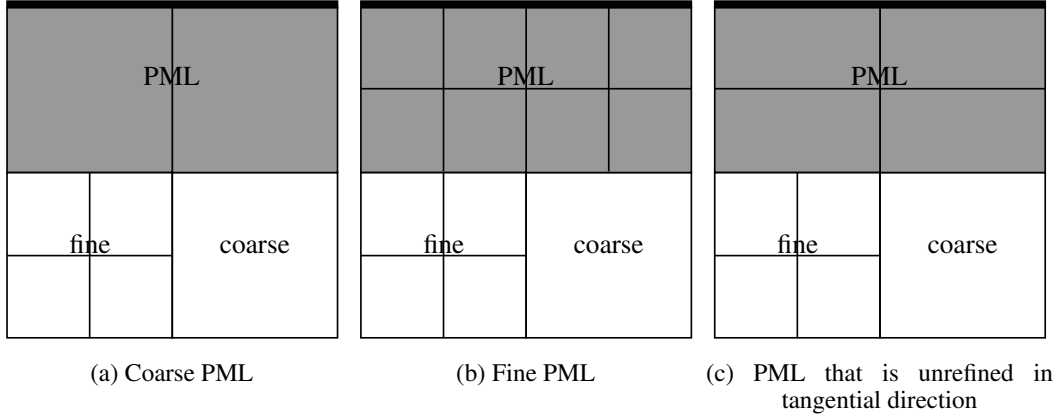 PML
PML
PML
fine
coarse
fine
coarse
fine
coarse
(a) Coarse PML
(b) Fine PML
(c) PML that is unrefined in
tangential direction